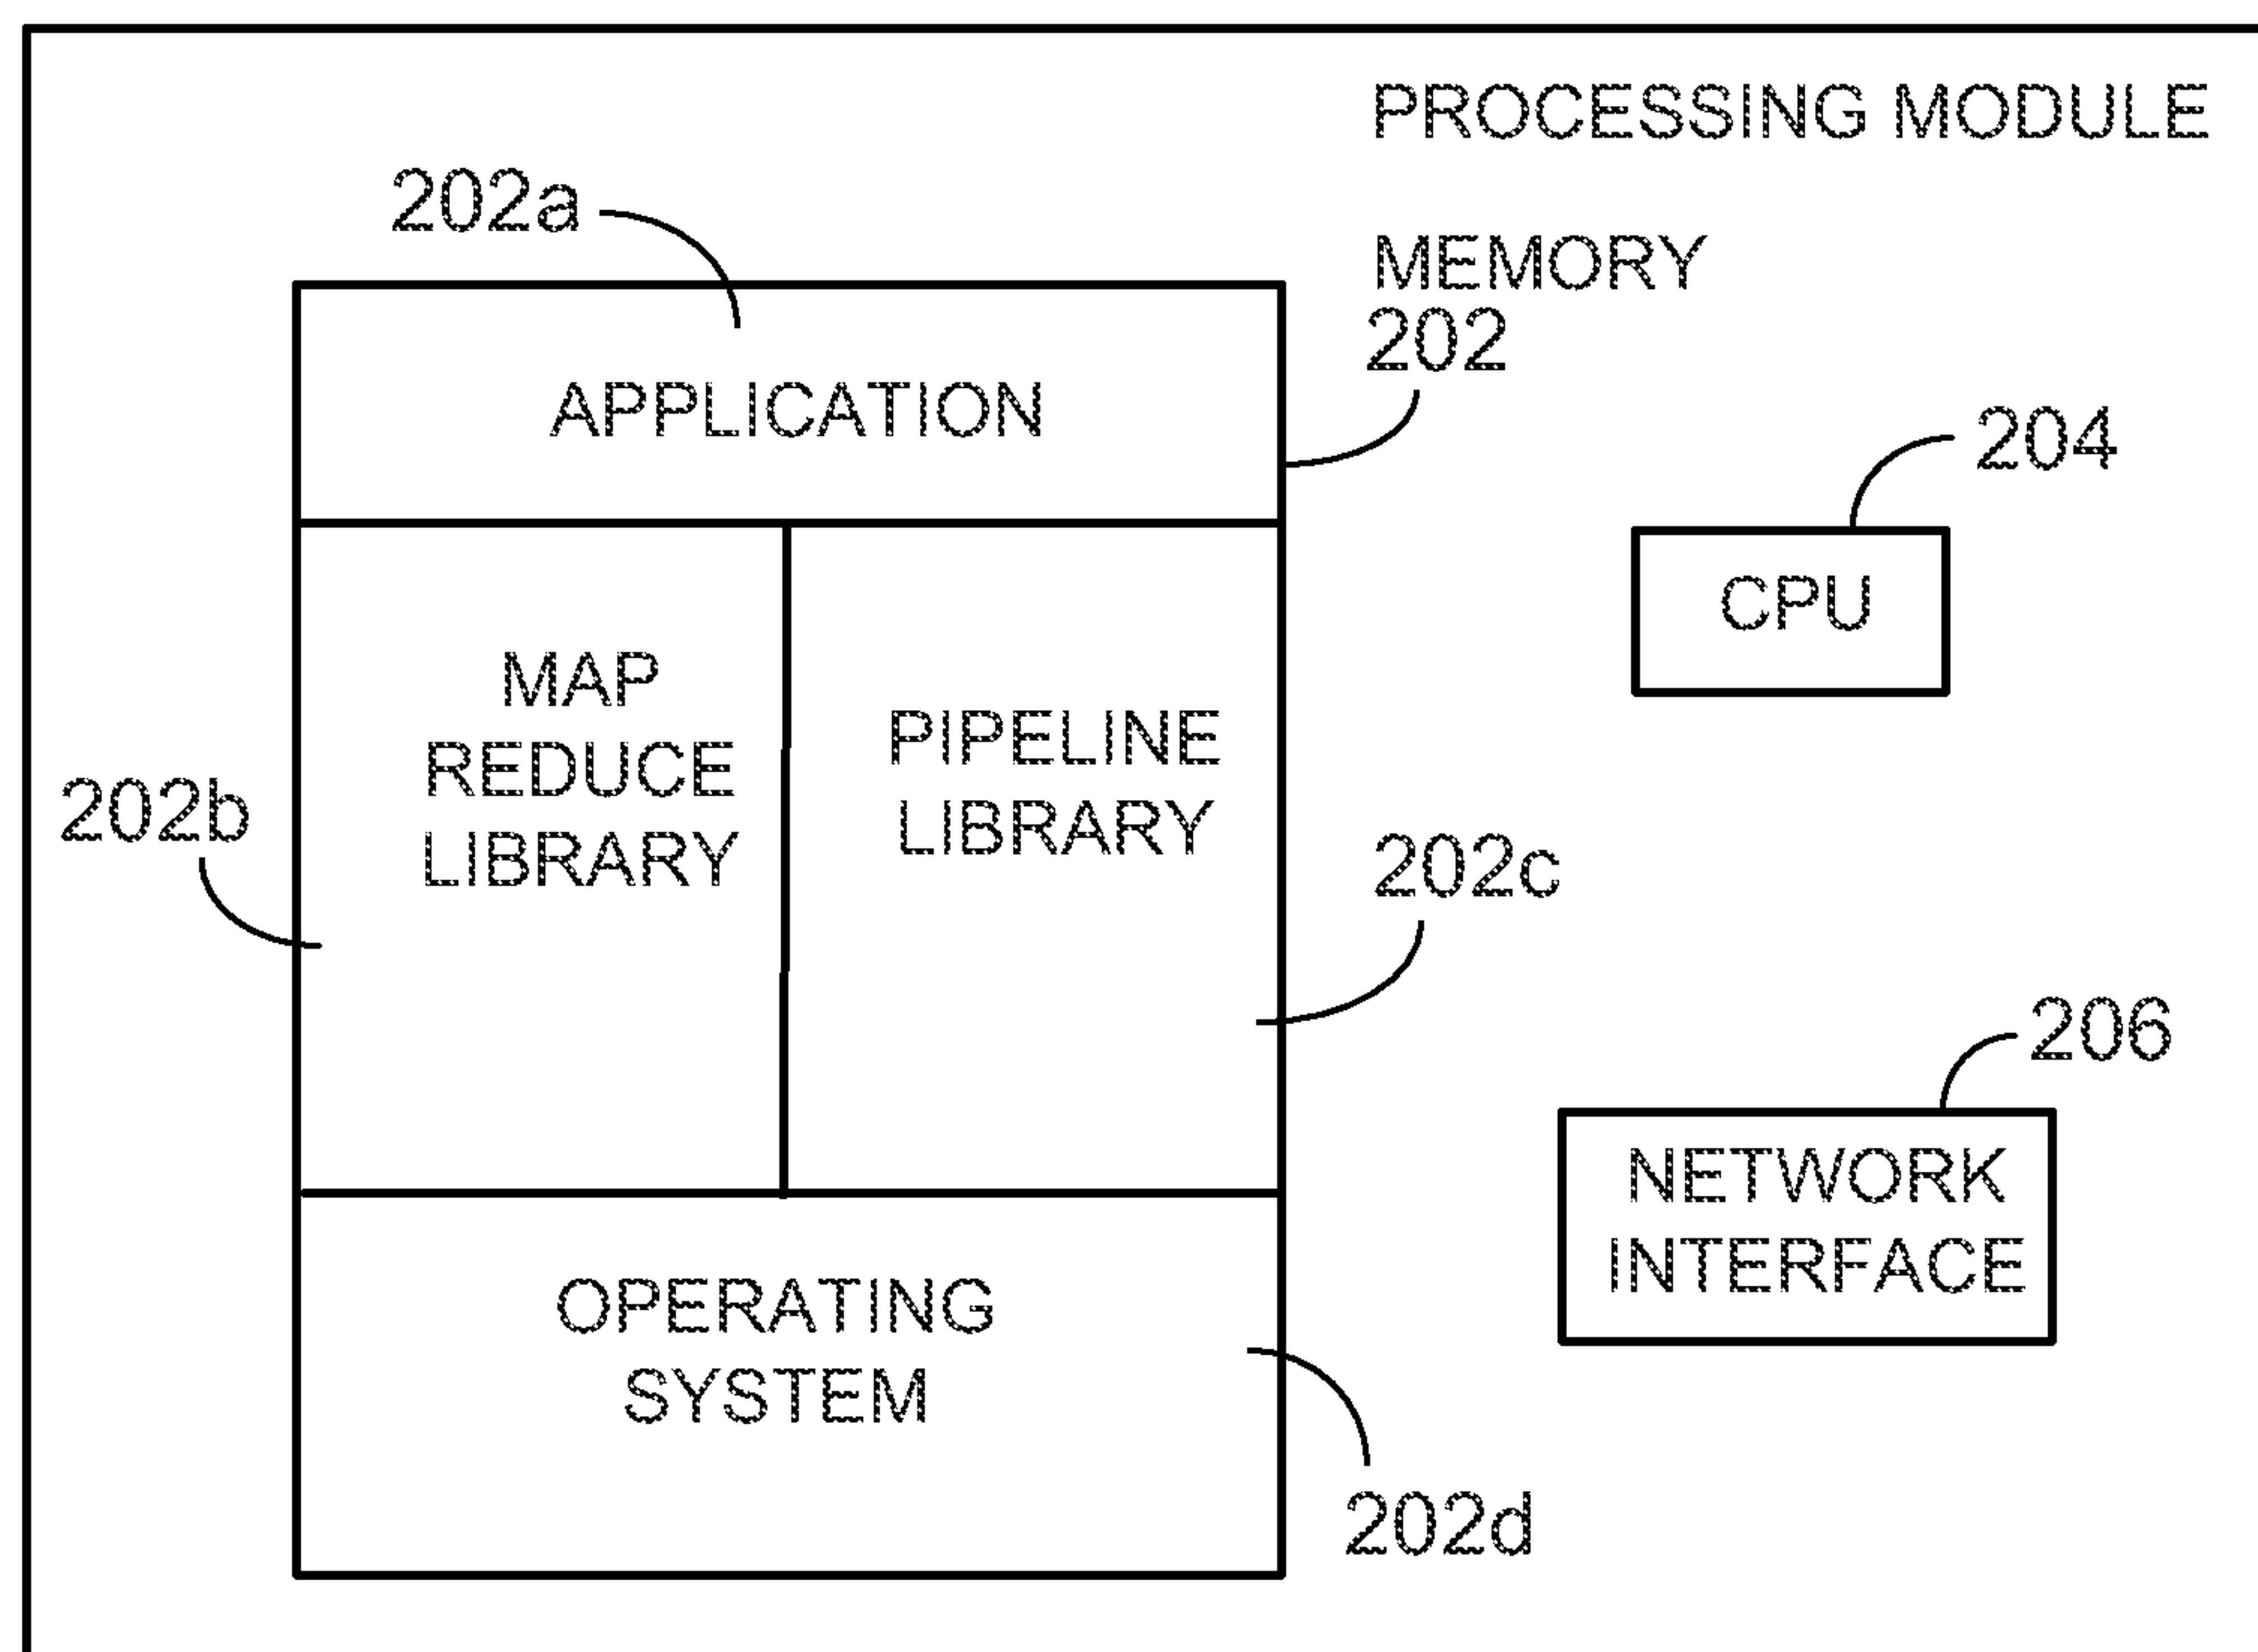 PROCESSING MODULE
202a
MEMORY
202
APPLICATION
204
CPU
MAP
REDUCE
LIBRARY
PIPELINE
LIBRARY
202b
202c
206
NETWORK
INTERFACE
OPERATING
SYSTEM
202d